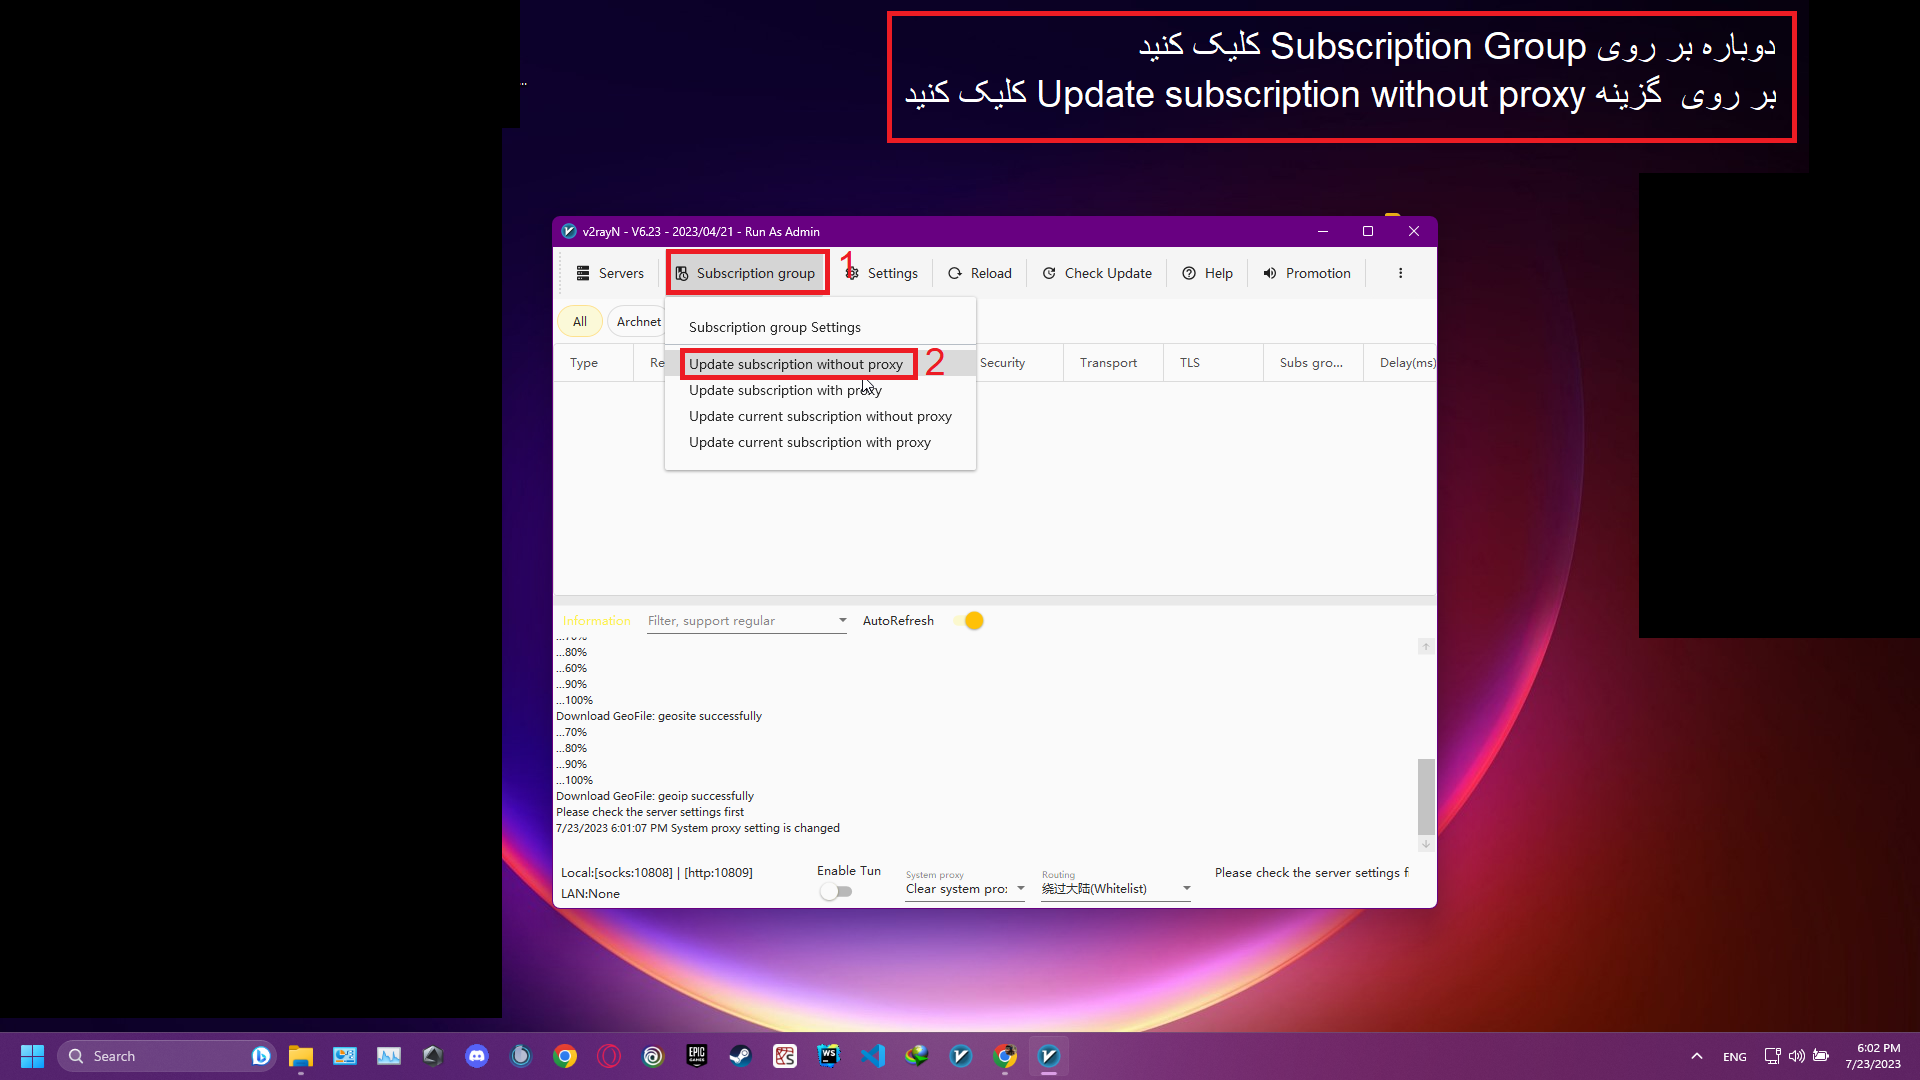 دوباره بر روی Subscription Group کلیک کنید
بر روی گزینه Update subscription without proxy کلیک کنید
...
v2rayN - V6.23 - 2023/04/21 - Run As Admin
Servers
Subscription group
1
Settings
Reload
Check Update
Help
Promotion
All
Archnet
Subscription group Settings
Type
Re
Update subscription without proxy
2
Security
Transport
TLS
Subs gro...
Delay(ms)
Update subscription with proxy
Update current subscription without proxy
Update current subscription with proxy
Information
Filter, support regular
AutoRefresh
...70%
...80%
...60%
...90%
...100%
Download GeoFile: geosite successfully
...70%
...80%
...90%
...100%
Download GeoFile: geoip successfully
Please check the server settings first
7/23/2023 6:01:07 PM System proxy setting is changed
Local:[socks:10808] | [http:10809]
LAN:None
Enable Tun
System proxy
Clear system pro
Routing
绕过大陆(Whitelist)
Please check the server settings f
Search
EPIC GAMES
WS
ENG
6:02 PM
7/23/2023